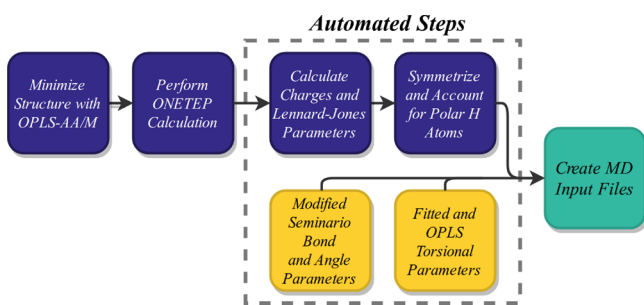 Automated Steps
Minimize
Structure with
OPLS-AA/M
Perform
ONETEP
Calculation
Calculate
Charges and
Lennard-Jones
Parameters
Symmetrize
and Account
for Polar H
Atoms
Create MD
Input Files
Modified
Seminario
Bond
and Angle
Parameters
Fitted and
OPLS
Torsional
Parameters